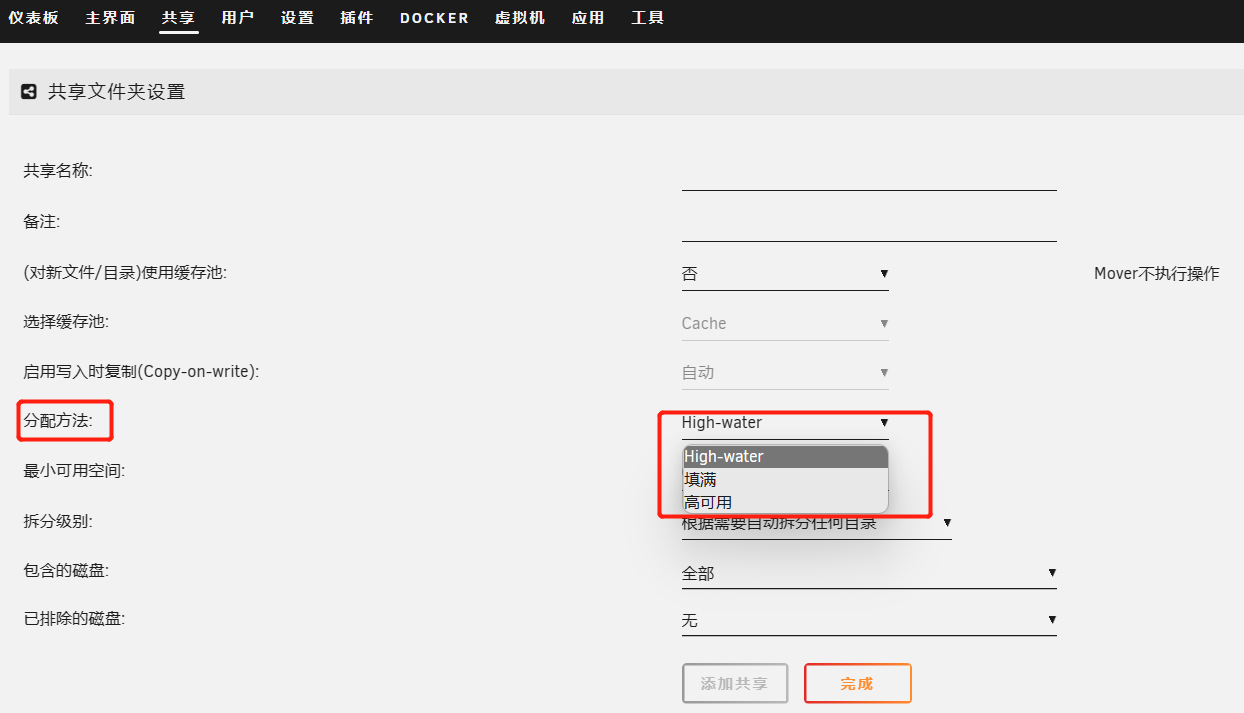 仪表板 主界面 共享 用户 设置 插件 DOCKER 虚拟机 应用 工具
共享文件夹设置
共享名称:
备注:
(对新文件/目录)使用缓存池: 否 Mover不执行操作
选择缓存池: Cache
启用写入时复制(Copy-on-write): 自动
分配方法: High-water
High-water
最小可用空间:
填满
高可用
拆分级别: 根据需要自动拆分任何目录
包含的磁盘: 全部
已排除的磁盘: 无
添加共享 完成